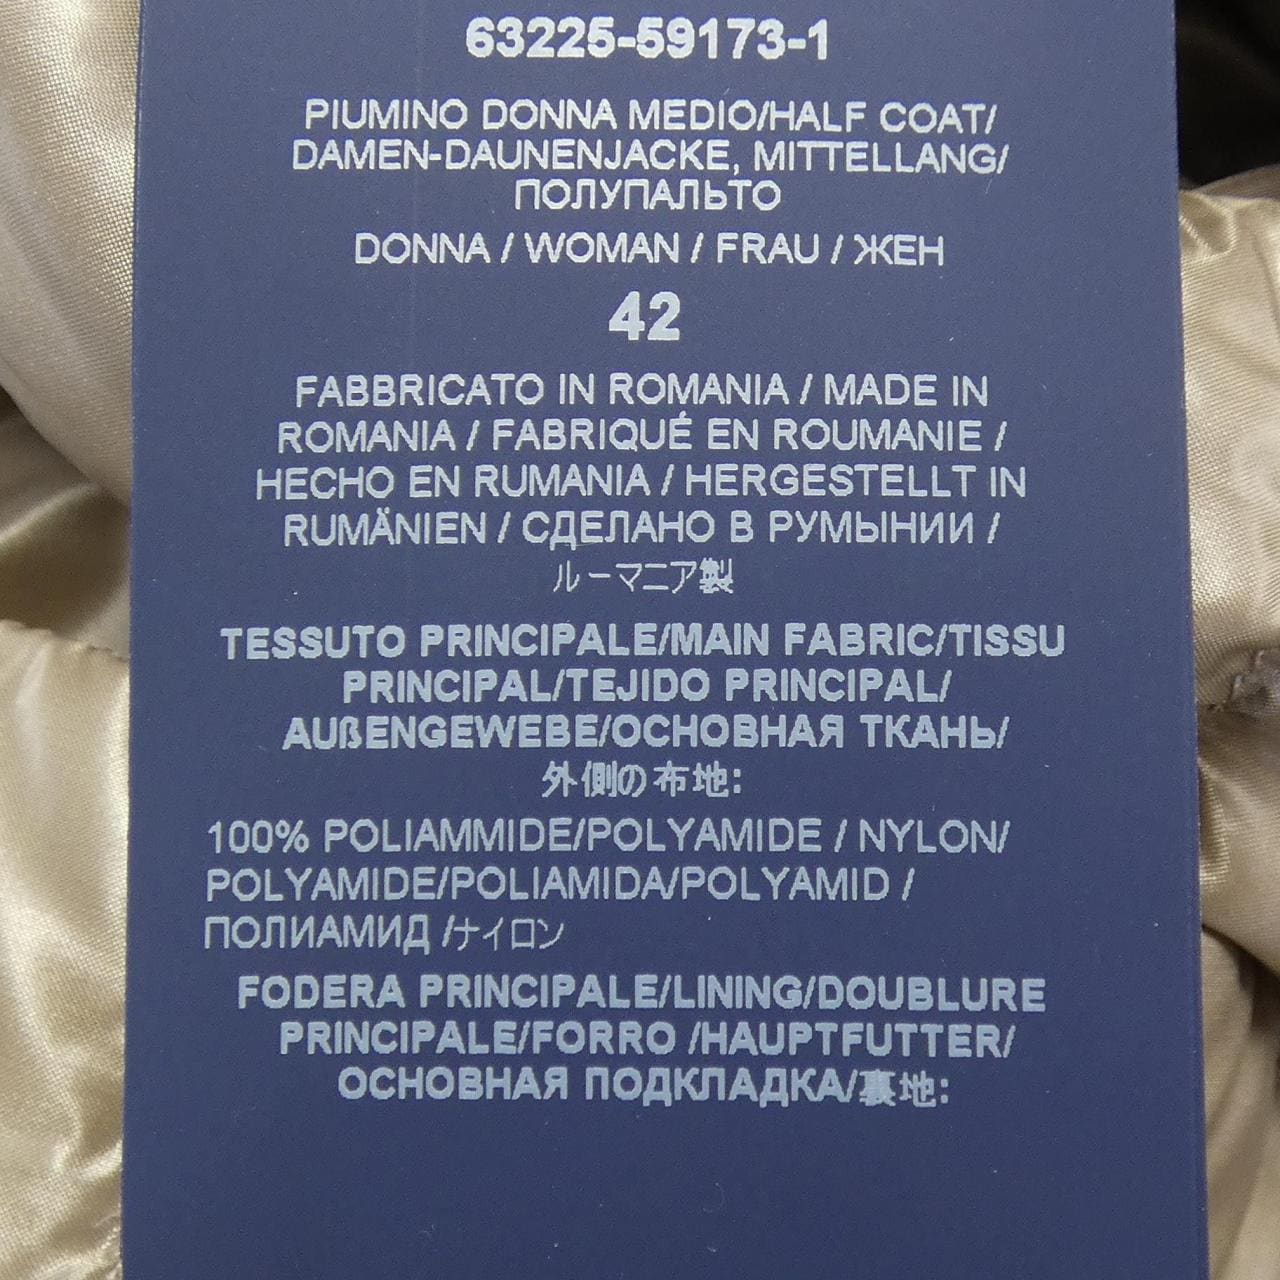 63225-59173-1
PIUMINO DONNA MEDIO/HALF COAT/
DAMEN-DAUNENJACKE, MITTELLANG/
ПОЛУПАЛЬТО
DONNA / WOMAN / FRAU / ЖЕН
42
FABBRICATO IN ROMANIA / MADE IN
ROMANIA / FABRIQUÉ EN ROUMANIE /
HECHO EN RUMANIA / HERGESTELLT IN
RUMÄNIEN / СДЕЛАНО В РУМЫНИИ /
ルーマニア製
TESSUTO PRINCIPALE/MAIN FABRIC/TISSU
PRINCIPAL/TEJIDO PRINCIPAL/
AUßENGEWEBE/ОСНОВНАЯ ТКАНЬ/
外側の布地:
100% POLIAMMIDE/POLYAMIDE / NYLON/
POLYAMIDE/POLIAMIDA/POLYAMID /
ПОЛИАМИД /ナイロン
FODERA PRINCIPALE/LINING/DOUBLURE
PRINCIPALE/FORRO /HAUPTFUTTER/
ОСНОВНАЯ ПОДКЛАДКА/裏地: